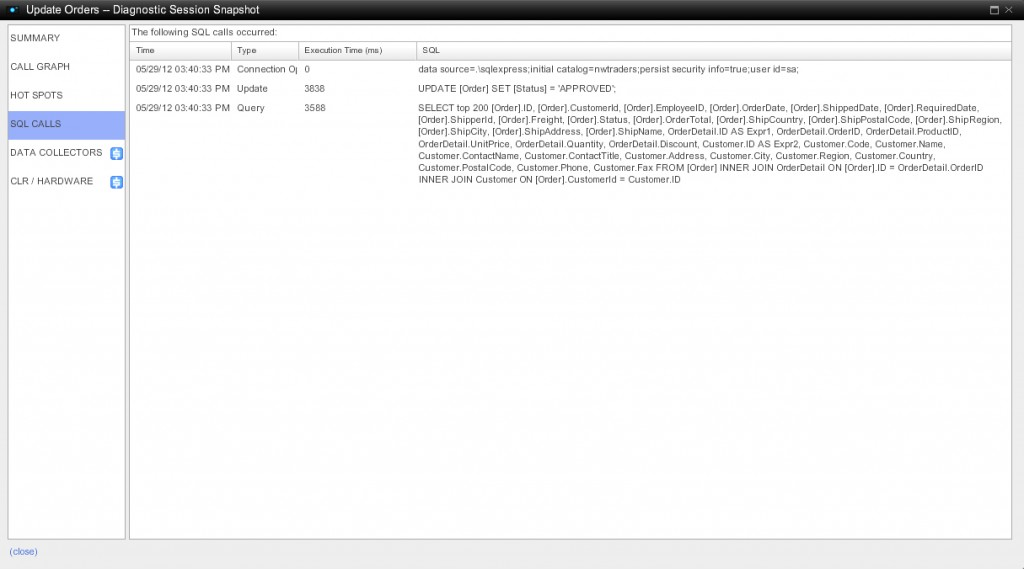 Update Orders -- Diagnostic Session Snapshot
SUMMARY
CALL GRAPH
HOT SPOTS
SQL CALLS
DATA COLLECTORS
CLR / HARDWARE
The following SQL calls occurred:
Time Type Execution Time (ms) SQL
05/29/12 03:40:33 PM Connection Op 0 data source=.\sqlexpress;initial catalog=nwtraders;persist security info=true;user id=sa;
05/29/12 03:40:33 PM Update 3838 UPDATE [Order] SET [Status] = 'APPROVED';
05/29/12 03:40:33 PM Query 3588 SELECT top 200 [Order].ID, [Order].CustomerId, [Order].EmployeeID, [Order].OrderDate, [Order].ShippedDate, [Order].RequiredDate,
[Order].ShipperId, [Order].Freight, [Order].Status, [Order].OrderTotal, [Order].ShipCountry, [Order].ShipPostalCode, [Order].ShipRegion,
[Order].ShipCity, [Order].ShipAddress, [Order].ShipName, OrderDetail.ID AS Expr1, OrderDetail.OrderID, OrderDetail.ProductID,
OrderDetail.UnitPrice, OrderDetail.Quantity, OrderDetail.Discount, Customer.ID AS Expr2, Customer.Code, Customer.Name,
Customer.ContactName, Customer.ContactTitle, Customer.Address, Customer.City, Customer.Region, Customer.Country,
Customer.PostalCode, Customer.Phone, Customer.Fax FROM [Order] INNER JOIN OrderDetail ON [Order].ID = OrderDetail.OrderID
INNER JOIN Customer ON [Order].CustomerId = Customer.ID
(close)